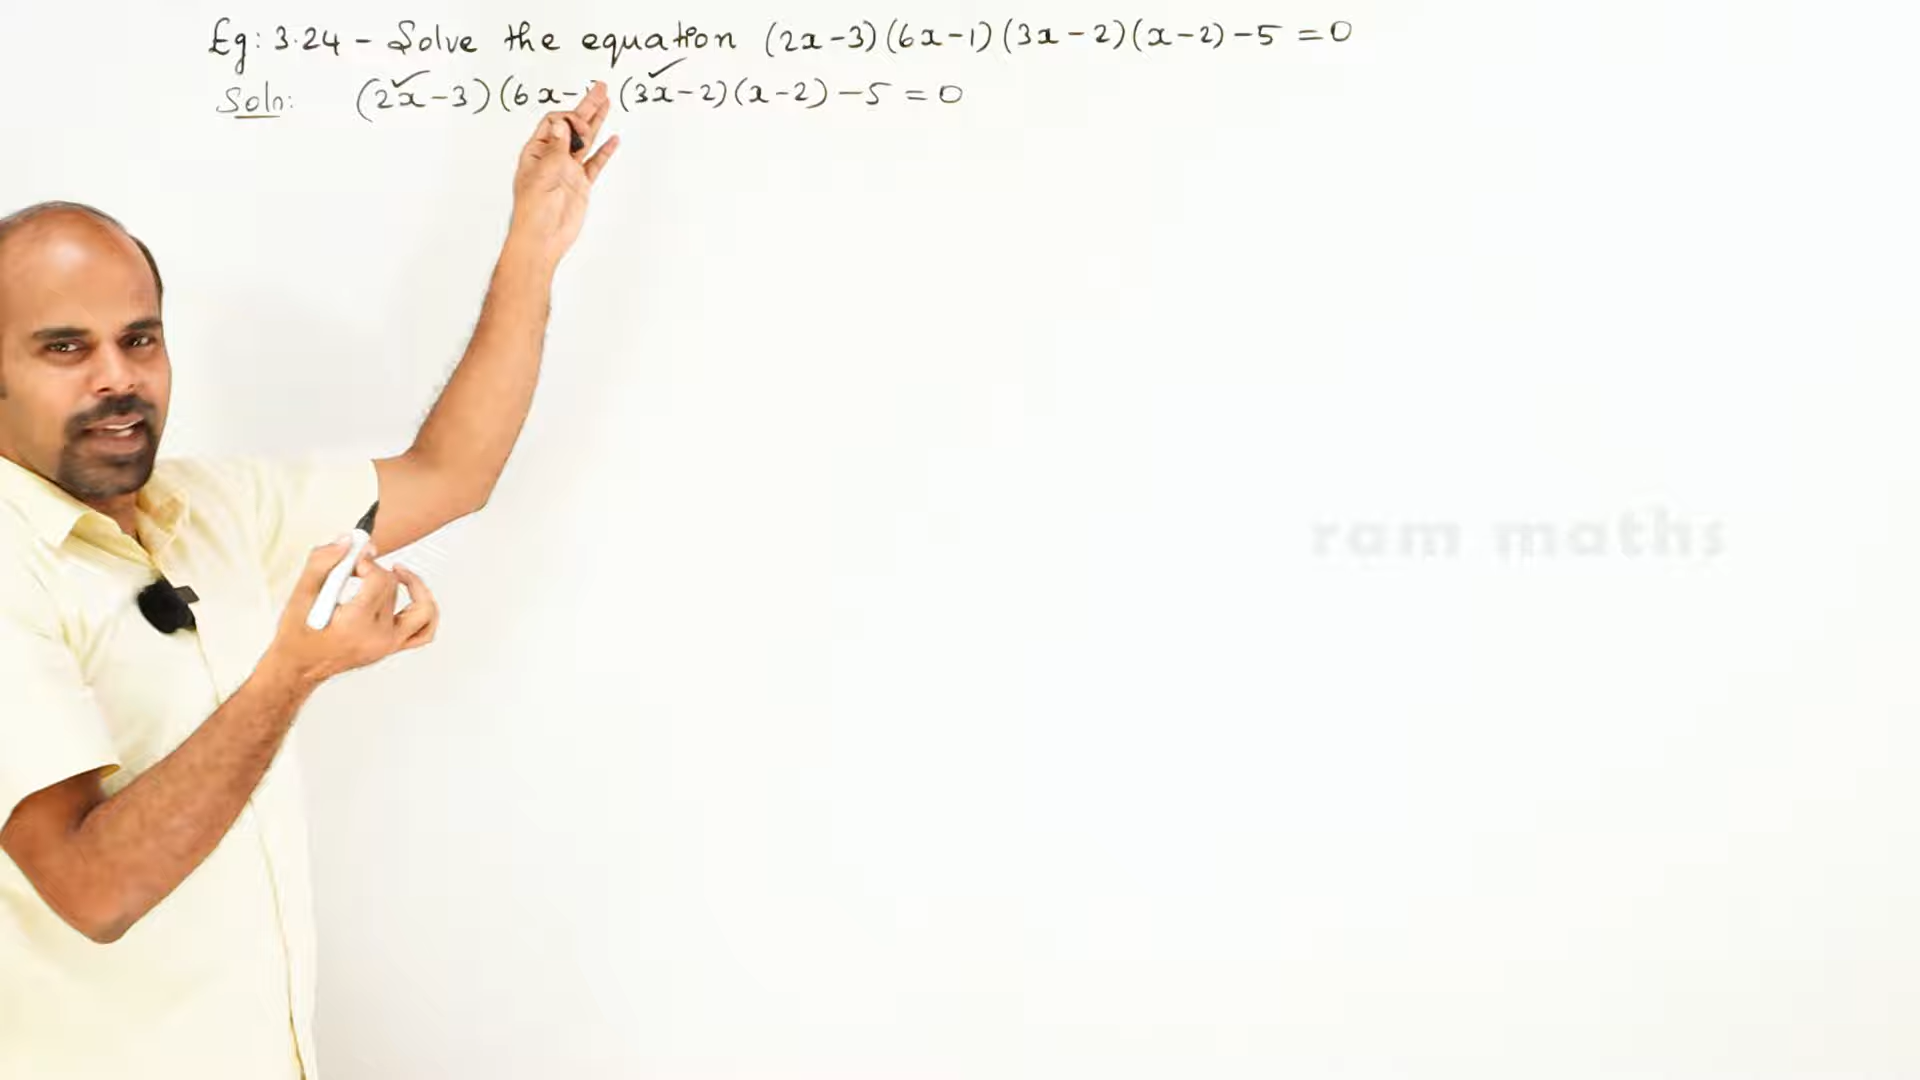 Eg: 3.24 - Solve the equation (2x-3)(6x-1)(3x-2)(x-2)-5=0
Soln: (2x-3)(6x- (3x-2)(x-2)-5=0
ram maths